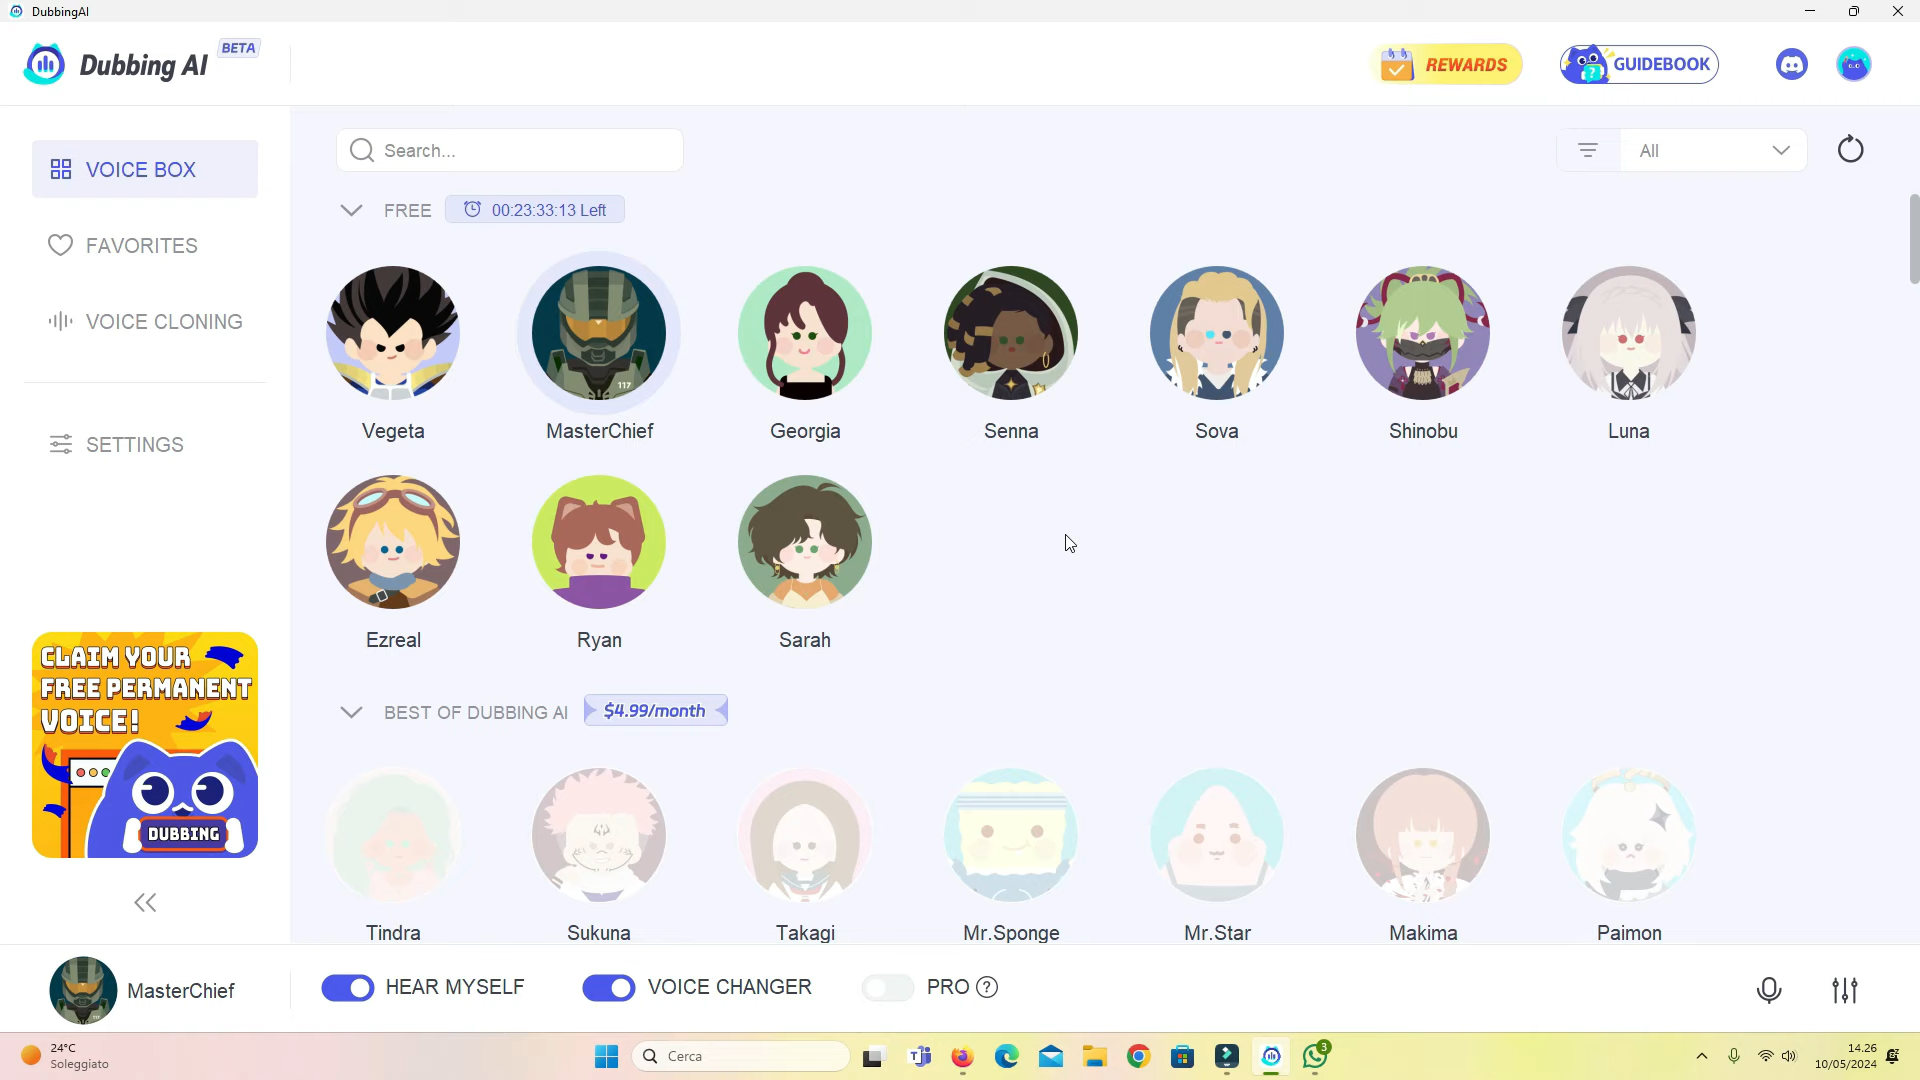 DubbingAI
Dubbing AI BETA
REWARDS
GUIDEBOOK
VOICE BOX
FAVORITES
VOICE CLONING
SETTINGS
CLAIM YOUR
FREE PERMANENT
VOICE!
DUBBING
Search...
All
FREE 00:23:33:13 Left
117
Vegeta MasterChief Georgia Senna Sova Shinobu Luna
Ezreal Ryan Sarah
BEST OF DUBBING AI $4.99/month
Tindra Sukuna Takagi Mr.Sponge Mr.Star Makima Paimon
MasterChief HEAR MYSELF VOICE CHANGER PRO ?
24°C
Soleggiato
Cerca
3
14.26
10/05/2024